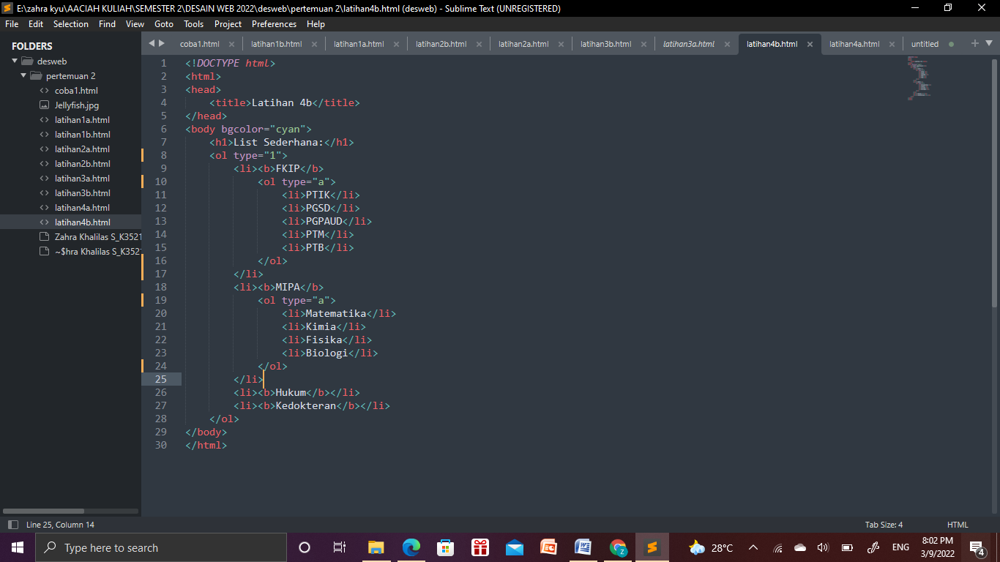 E:\zahra kyu\AACIAH KULIAH\SEMESTER 2\DESAIN WEB 2022\desweb\pertemuan 2\latihan4b.html (desweb) - Sublime Text (UNREGISTERED)
File Edit Selection Find View Goto Tools Project Preferences Help
FOLDERS
desweb
pertemuan 2
coba1.html
Jellyfish.jpg
latihan1a.html
latihan1b.html
latihan2a.html
latihan2b.html
latihan3a.html
latihan3b.html
latihan4a.html
latihan4b.html
Zahra Khalilas S_K3521
~$hra Khalilas S_K352
coba1.html latihan1b.html latihan1a.html latihan2b.html latihan2a.html latihan3b.html latihan3a.html latihan4b.html latihan4a.html untitled
1 <!DOCTYPE html>
2 <html>
3 <head>
4 <title>Latihan 4b</title>
5 </head>
6 <body bgcolor="cyan">
7 <h1>List Sederhana:</h1>
8 <ol type="1">
9 <li><b>FKIP</b>
10 <ol type="a">
11 <li>PTIK</li>
12 <li>PGSD</li>
13 <li>PGPAUD</li>
14 <li>PTM</li>
15 <li>PTB</li>
16 </ol>
17 </li>
18 <li><b>MIPA</b>
19 <ol type="a">
20 <li>Matematika</li>
21 <li>Kimia</li>
22 <li>Fisika</li>
23 <li>Biologi</li>
24 </ol>
25 </li>
26 <li><b>Hukum</b></li>
27 <li><b>Kedokteran</b></li>
28 </ol>
29 </body>
30 </html>
Line 25, Column 14 Tab Size: 4 HTML
Type here to search
28°C
ENG
8:02 PM
3/9/2022
4